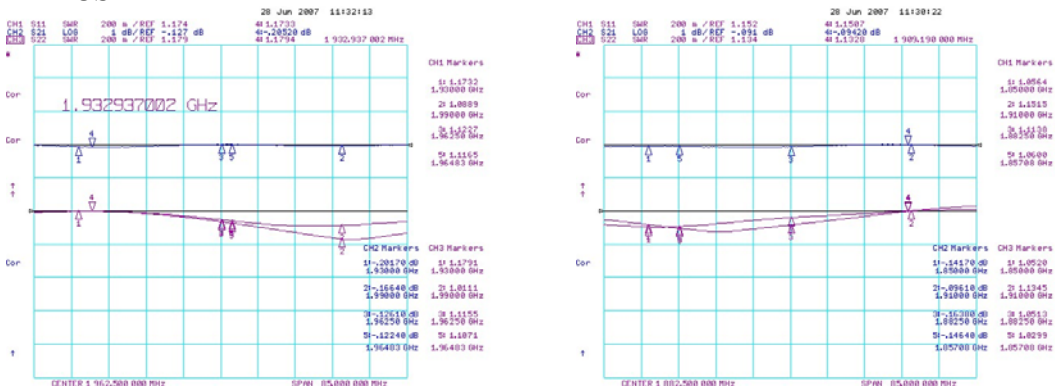 28 Jun 2007 11:32:13
CH1 S11 SWR 200 m / REF 1.174 4: 1.1733
CH2 S21 LOG 1 dB/ REF -.127 dB 4:-.20520 dB
CH3 S22 SWR 200 m / REF 1.179 4: 1.1794 1 932.937 002 MHz
CH1 Markers
1: 1.1732
1.93000 GHz
Cor
1.932937002 GHz
2: 1.0889
1.99000 GHz
3: 1.1227
1.96250 GHz
Cor
5: 1.1165
1.96483 GHz
CH2 Markers
CH3 Markers
Cor
1:-.20170 dB
1.93000 GHz
1: 1.1791
1.93000 GHz
2:-.16640 dB
1.99000 GHz
2: 1.0111
1.99000 GHz
3:-.12610 dB
1.96250 GHz
3: 1.1155
1.96250 GHz
5:-.12240 dB
1.96483 GHz
5: 1.1071
1.96483 GHz
CENTER 1 962.500 000 MHz SPAN 85.000 000 MHz
28 Jun 2007 11:30:22
CH1 S11 SWR 200 m / REF 1.152 4: 1.1507
CH2 S21 LOG 1 dB/ REF -.091 dB 4:-.09420 dB
CH3 S22 SWR 200 m / REF 1.134 4: 1.1328 1 909.190 000 MHz
CH1 Markers
1: 1.0564
1.85000 GHz
Cor
2: 1.1515
1.91000 GHz
3: 1.1138
1.88250 GHz
Cor
5: 1.0600
1.85708 GHz
CH2 Markers
CH3 Markers
Cor
1:-.14170 dB
1.85000 GHz
1: 1.0520
1.85000 GHz
2:-.09610 dB
1.91000 GHz
2: 1.1345
1.91000 GHz
3:-.16380 dB
1.88250 GHz
3: 1.0513
1.88250 GHz
5:-.14640 dB
1.85708 GHz
5: 1.0299
1.85708 GHz
CENTER 1 882.500 000 MHz SPAN 85.000 000 MHz